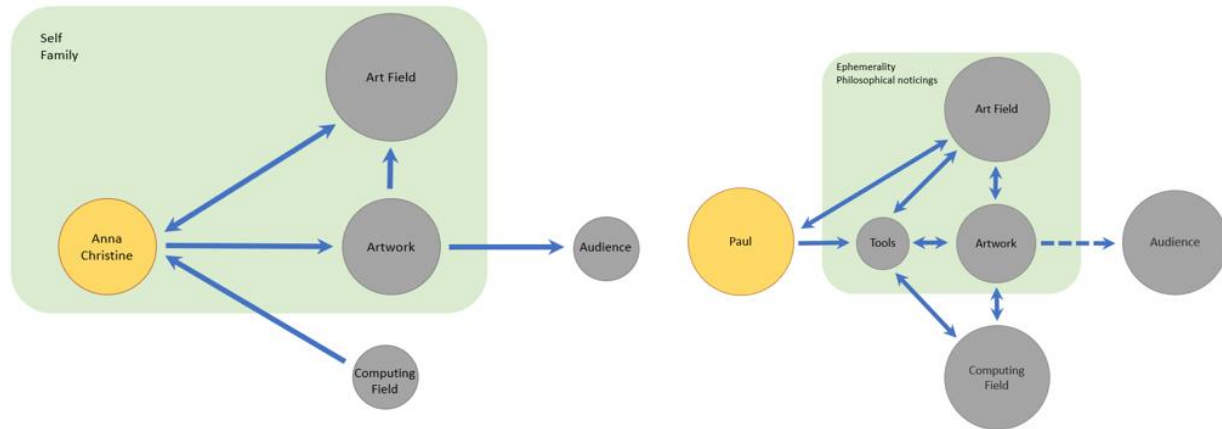 Self
Family
Art Field
Anna
Christine
Artwork
Audience
Computing
Field
Ephemerality
Philosophical noticings
Art Field
Paul
Tools
Artwork
Audience
Computing
Field